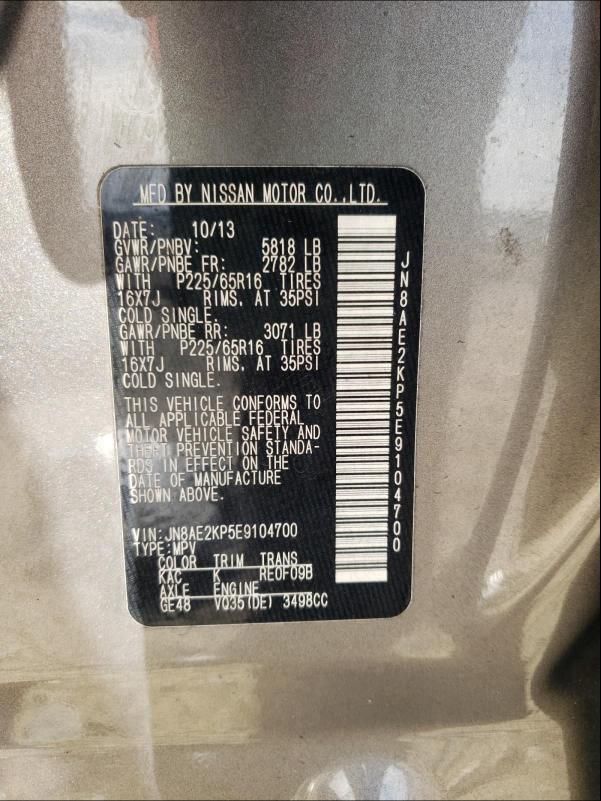 MFD BY NISSAN MOTOR CO.,LTD.
DATE: 10/13
GVWR/PNBV: 5818 LB
GAWR/PNBE FR: 2782 LB
WITH P225/65R16 TIRES
16X7J RIMS, AT 35PSI
COLD SINGLE.
GAWR/PNBE RR: 3071 LB
WITH P225/65R16 TIRES
16X7J RIMS, AT 35PSI
COLD SINGLE.
THIS VEHICLE CONFORMS TO
ALL APPLICABLE FEDERAL
MOTOR VEHICLE SAFETY AND
THEFT PREVENTION STANDA-
RDS IN EFFECT ON THE
DATE OF MANUFACTURE
SHOWN ABOVE.
VIN:JN8AE2KP5E9104700
TYPE:MPV
COLOR TRIM TRANS
KAC K RE0F09B
AXLE ENGINE
GE48 VQ35(DE) 3498CC
JN8AE2KP5E9104700